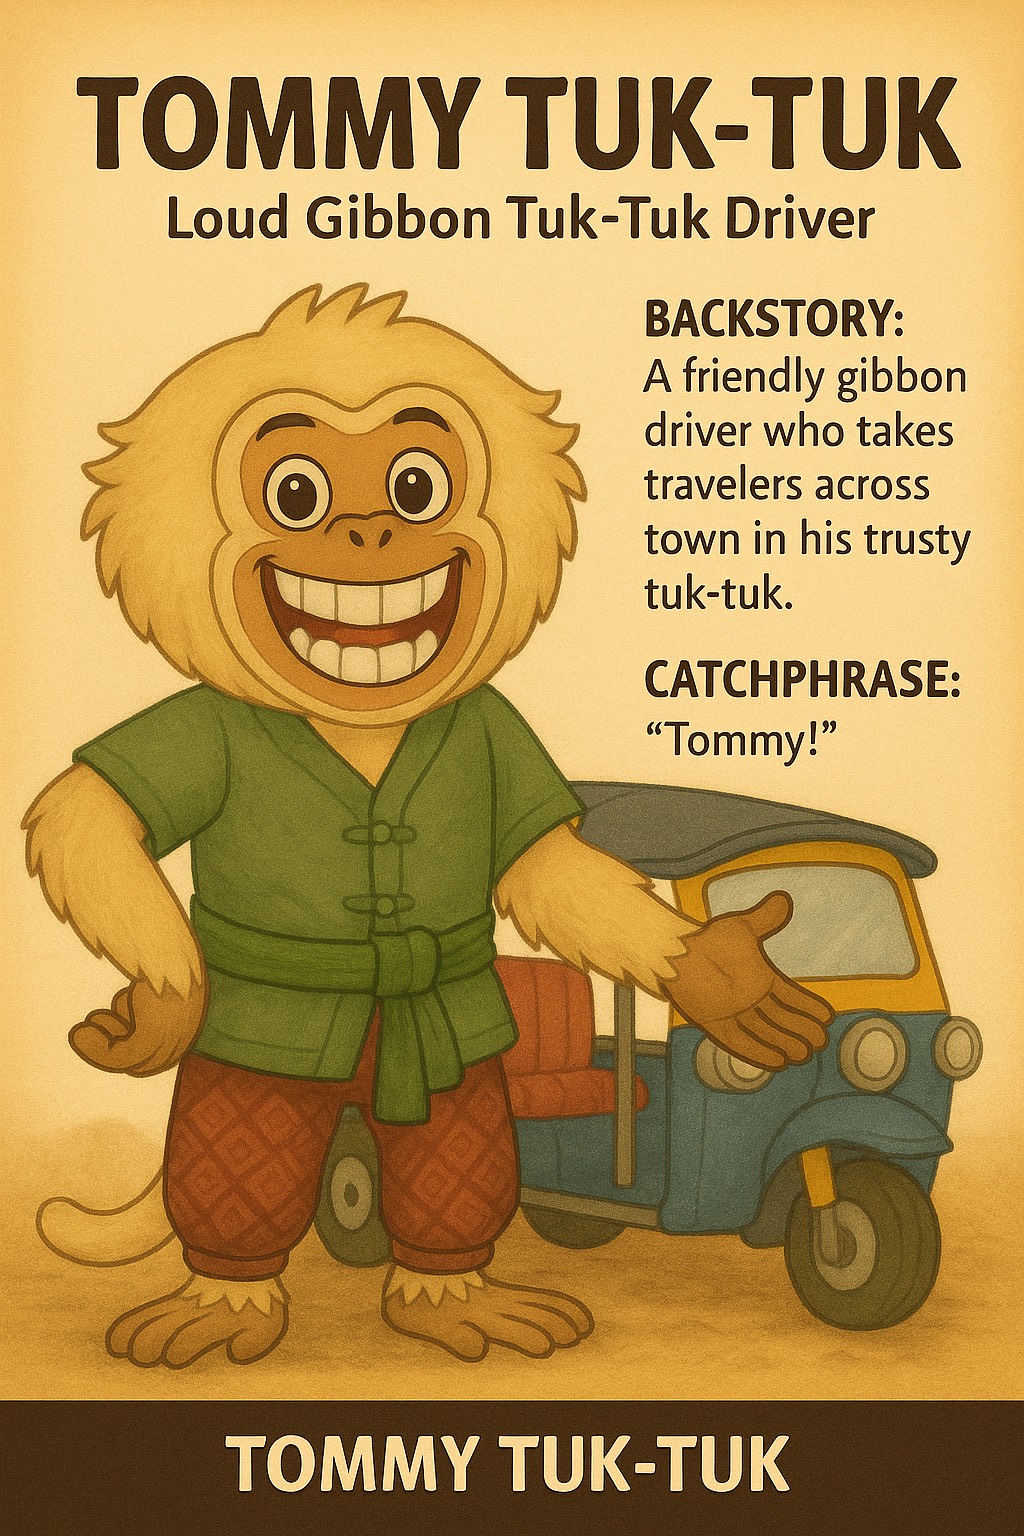 TOMMY TUK-TUK
Loud Gibbon Tuk-Tuk Driver
BACKSTORY:
A friendly gibbon
driver who takes
travelers across
town in his trusty
tuk-tuk.
CATCHPHRASE:
“Tommy!”
TOMMY TUK-TUK